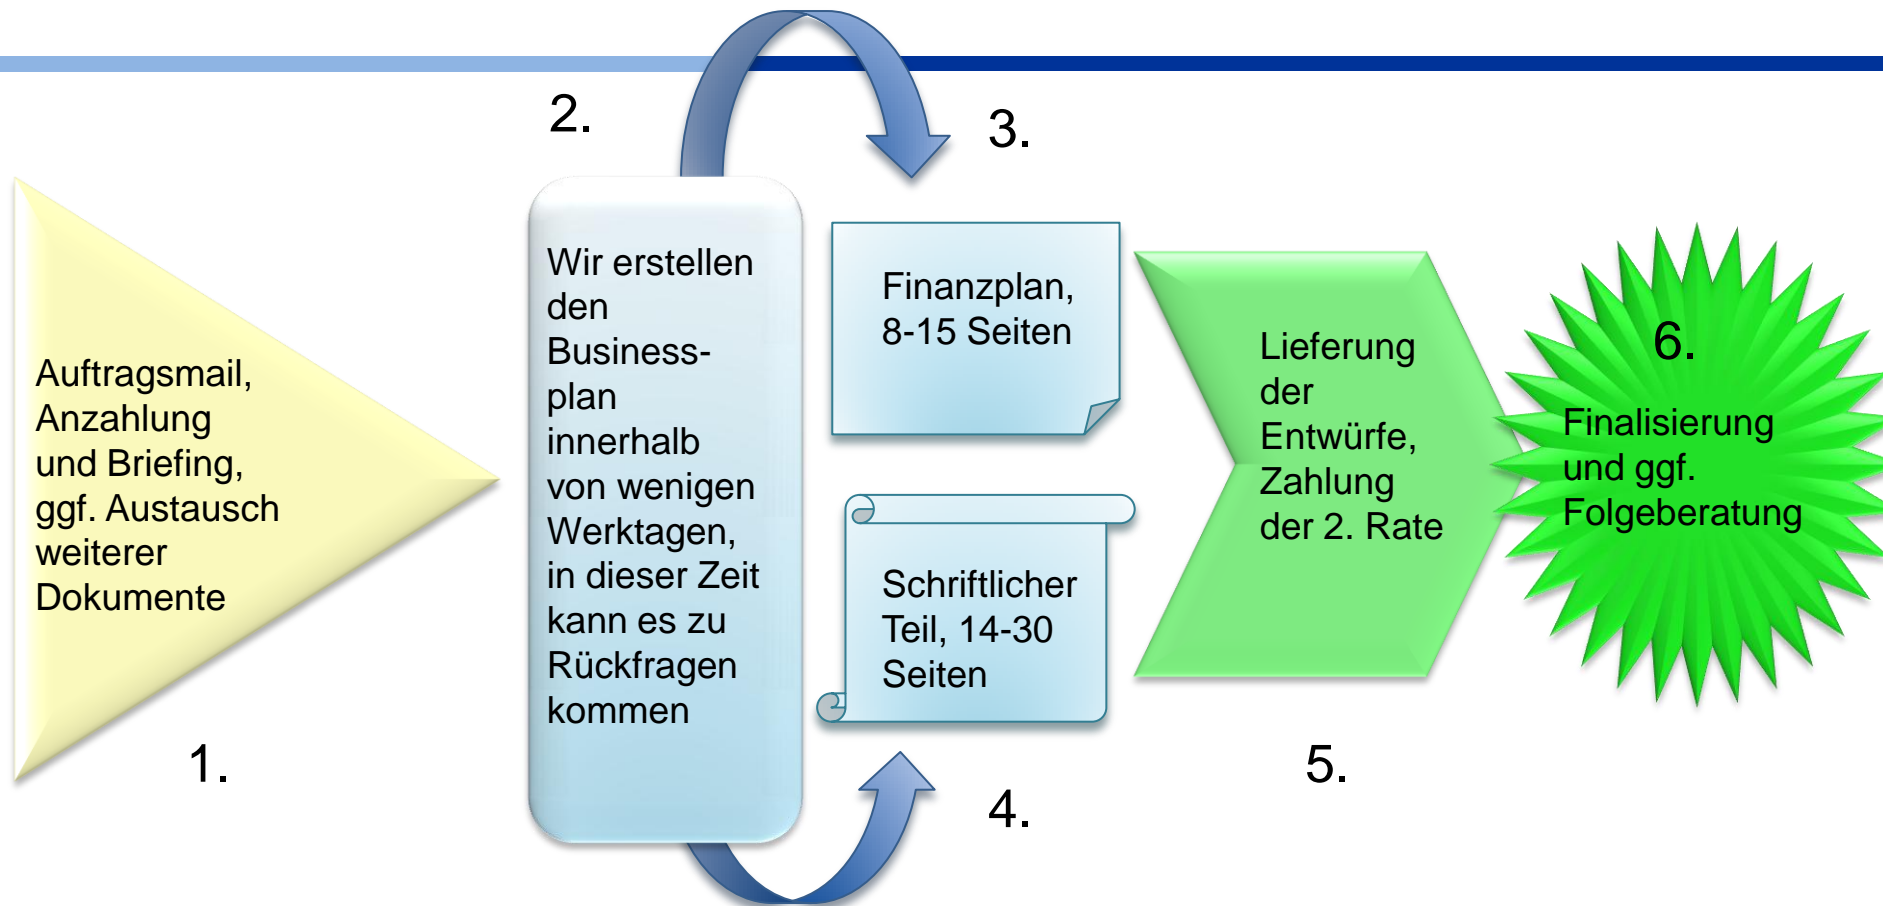 1.
Auftragsmail,
Anzahlung
und Briefing,
ggf. Austausch
weiterer
Dokumente
2.
Wir erstellen
den
Business-
plan
innerhalb
von wenigen
Werktagen,
in dieser Zeit
kann es zu
Rückfragen
kommen
3.
Finanzplan,
8-15 Seiten
4.
Schriftlicher
Teil, 14-30
Seiten
5.
Lieferung
der
Entwürfe,
Zahlung
der 2. Rate
6.
Finalisierung
und ggf.
Folgeberatung